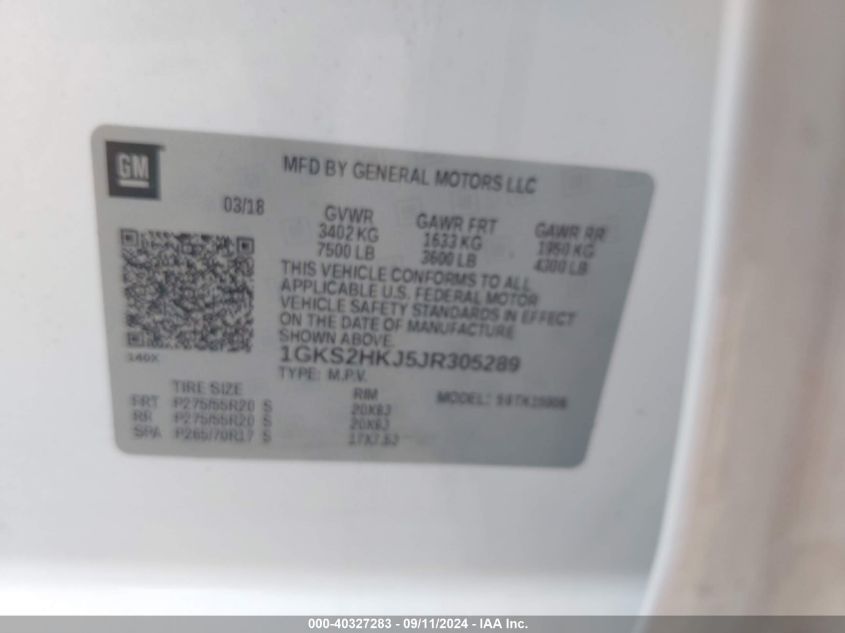 GM
MFD BY GENERAL MOTORS LLC
03/18
GVWR GAWR FRT GAWR RR
3402 KG 1633 KG 1950 KG
7500 LB 3600 LB 4300 LB
THIS VEHICLE CONFORMS TO ALL
APPLICABLE U.S. FEDERAL MOTOR
VEHICLE SAFETY STANDARDS IN EFFECT
ON THE DATE OF MANUFACTURE
SHOWN ABOVE.
140X
1GKS2HKJ5JR305289
TYPE: M.P.V.
TIRE SIZE RIM MODEL:
FRT P275/55R20 S 20X9J
RR P275/55R20 S 20X9J
SPA P265/70R17 S
000-40327283 - 09/11/2024 - IAA Inc.